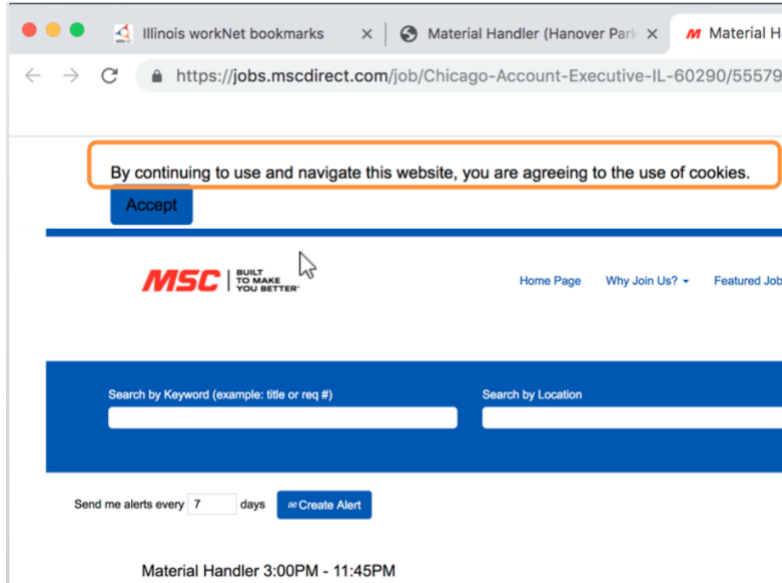 Illinois workNet bookmarks
Material Handler (Hanover Park
Material Ha
https://jobs.mscdirect.com/job/Chicago-Account-Executive-IL-60290/55579
By continuing to use and navigate this website, you are agreeing to the use of cookies.
Accept
MSC
BUILT
TO MAKE
YOU BETTER™
Home Page Why Join Us? Featured Job
Search by Keyword (example: title or req #) Search by Location
Send me alerts every 7 days Create Alert
Material Handler 3:00PM - 11:45PM